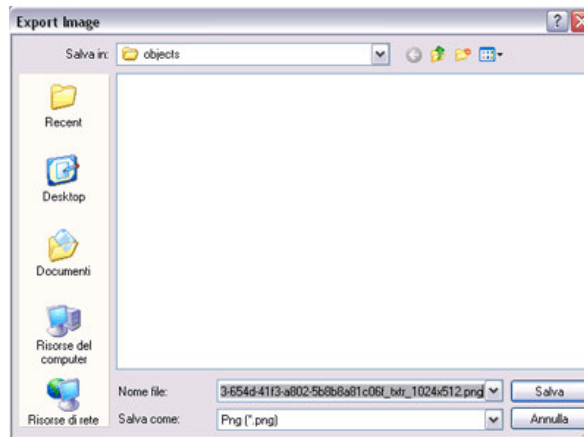 Export Image
Salva in:
objects
Recent
Desktop
Documenti
Risorse del
computer
Risorse di rete
Nome file:
3-654d-41f3-a802-5b8b8a81c06f_txtr_1024x512.png
Salva
Salva come:
Png (*.png)
Annulla